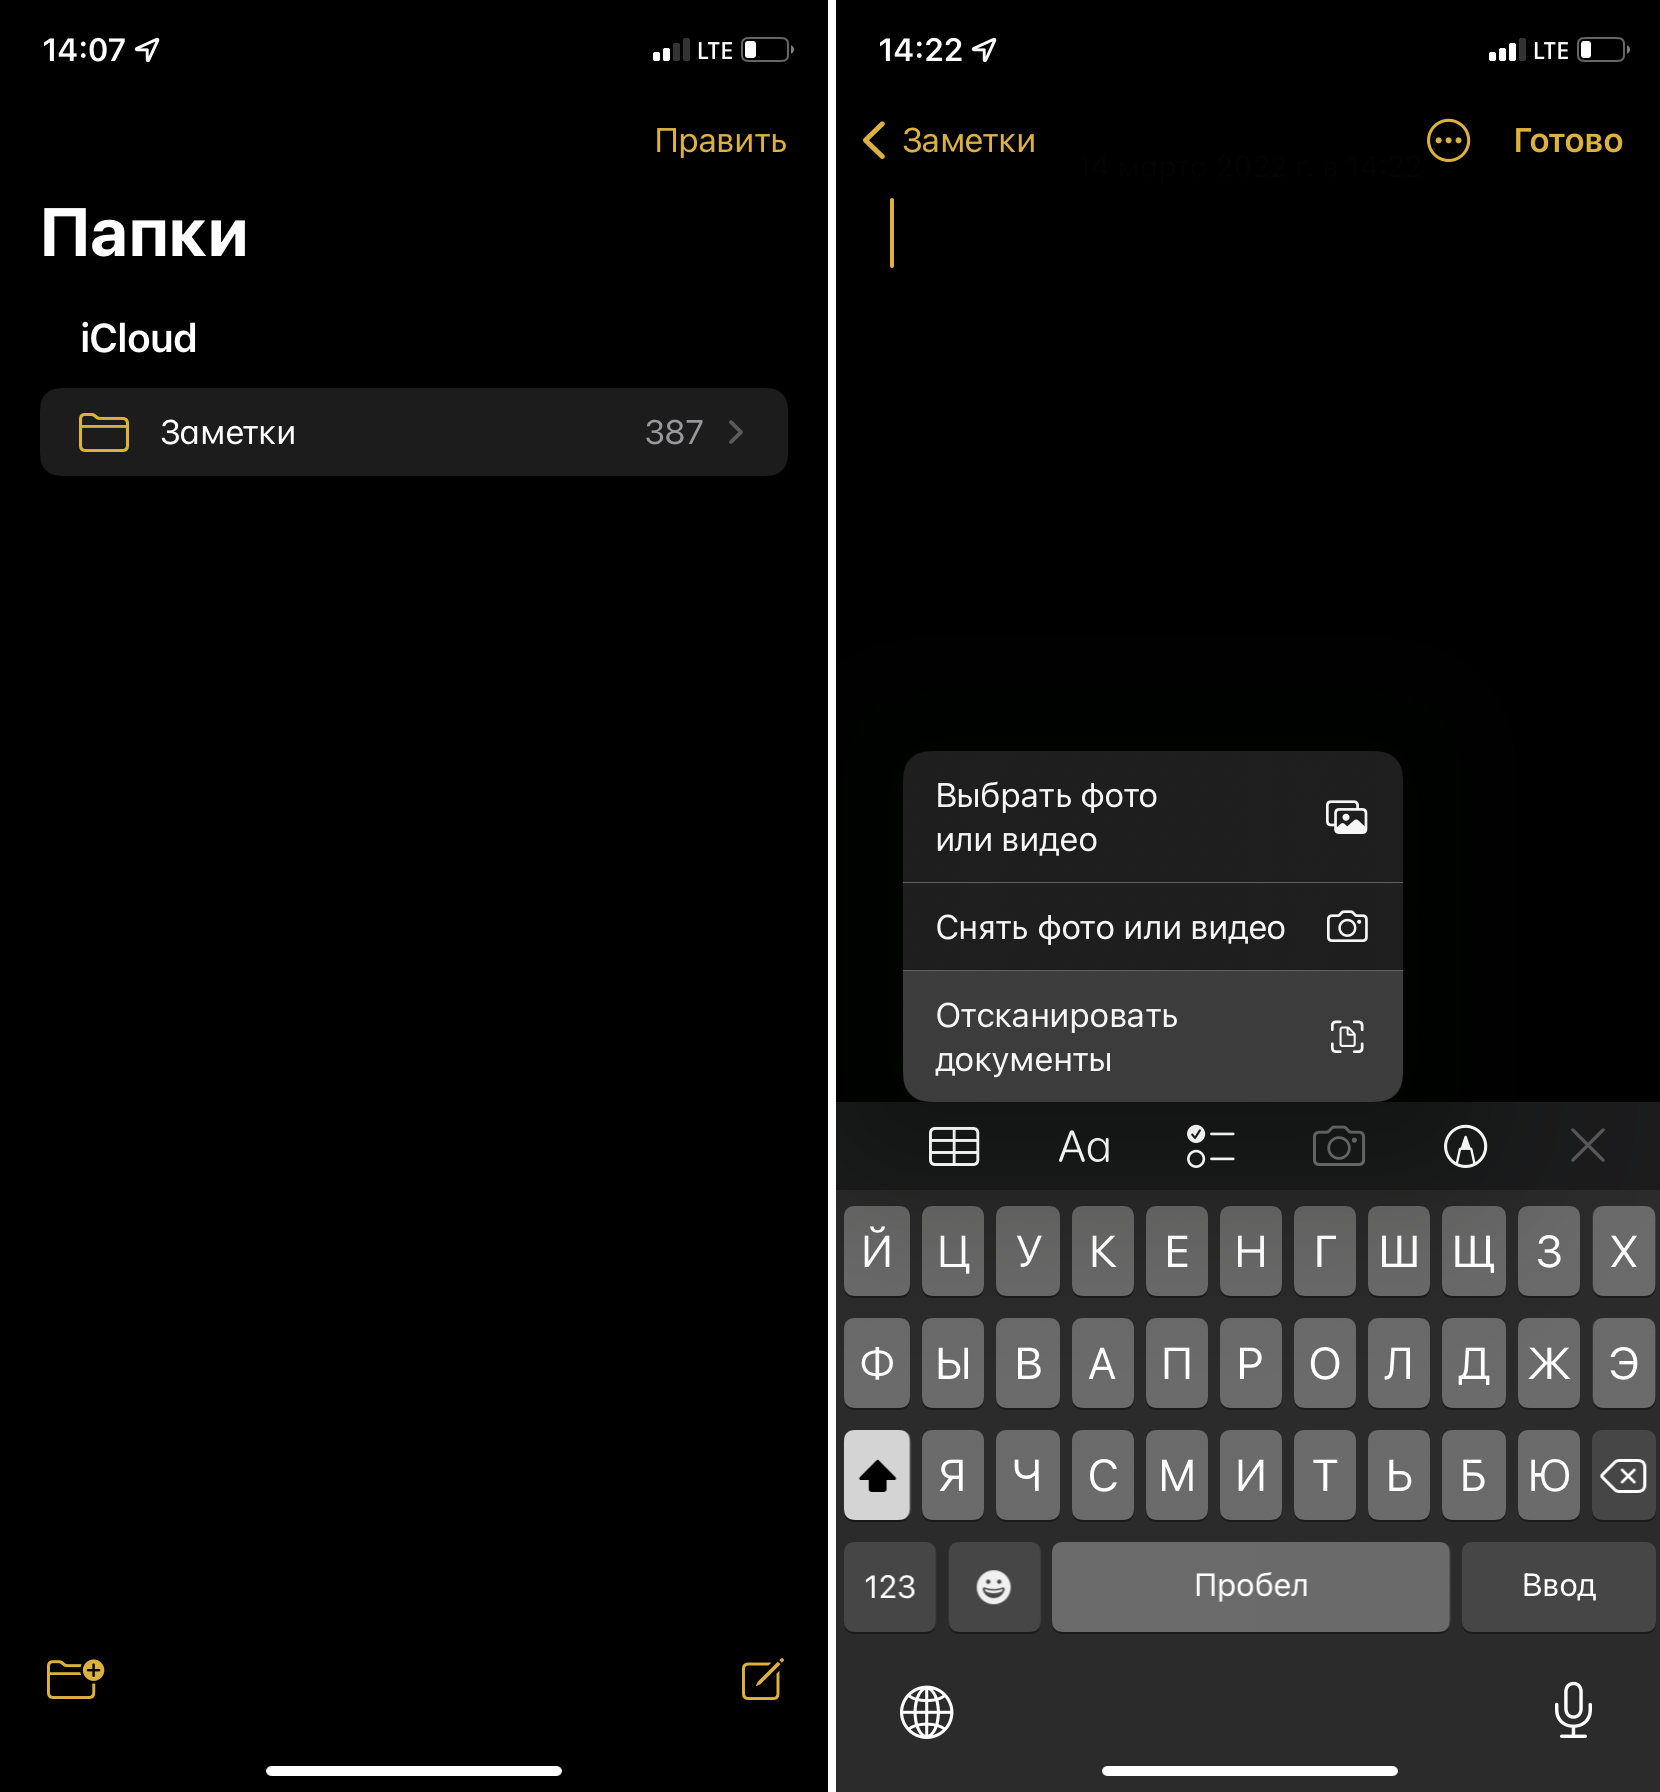 14:07
LTE
Править
Папки
iCloud
Заметки
387
14:22
LTE
Заметки
Готово
14 марта 2022 г. в 14:22
Выбрать фото
или видео
Снять фото или видео
Отсканировать
документы
Aa
Й Ц У К Е Н Г Ш Щ З Х
Ф Ы В А П Р О Л Д Ж Э
Я Ч С М И Т Ь Б Ю
123
Пробел
Ввод